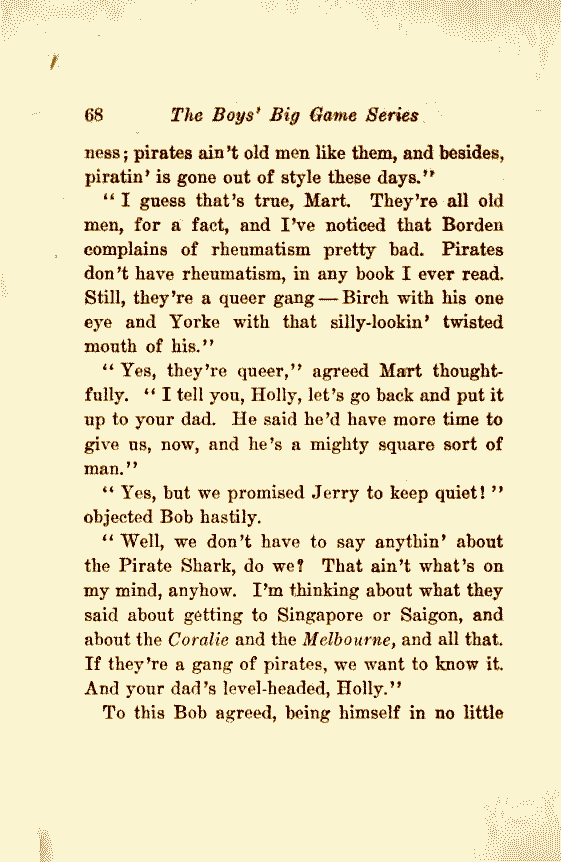 68 The Boys' Big Game Series
ness; pirates ain't old men like them, and besides,
piratin' is gone out of style these days."
" I guess that's true, Mart. They're all old
men, for a fact, and I've noticed that Borden
complains of rheumatism pretty bad. Pirates
don't have rheumatism, in any book I ever read.
Still, they're a queer gang — Birch with his one
eye and Yorke with that silly-lookin' twisted
mouth of his."
" Yes, they're queer," agreed Mart thought-
fully. " I tell you, Holly, let's go back and put it
up to your dad. He said he'd have more time to
give us, now, and he's a mighty square sort of
man."
" Yes, but we promised Jerry to keep quiet! "
objected Bob hastily.
" Well, we don't have to say anythin' about
the Pirate Shark, do we? That ain't what's on
my mind, anyhow. I'm thinking about what they
said about getting to Singapore or Saigon, and
about the Coralie and the Melbourne, and all that.
If they're a gang of pirates, we want to know it.
And your dad's level-headed, Holly."
To this Bob agreed, being himself in no little